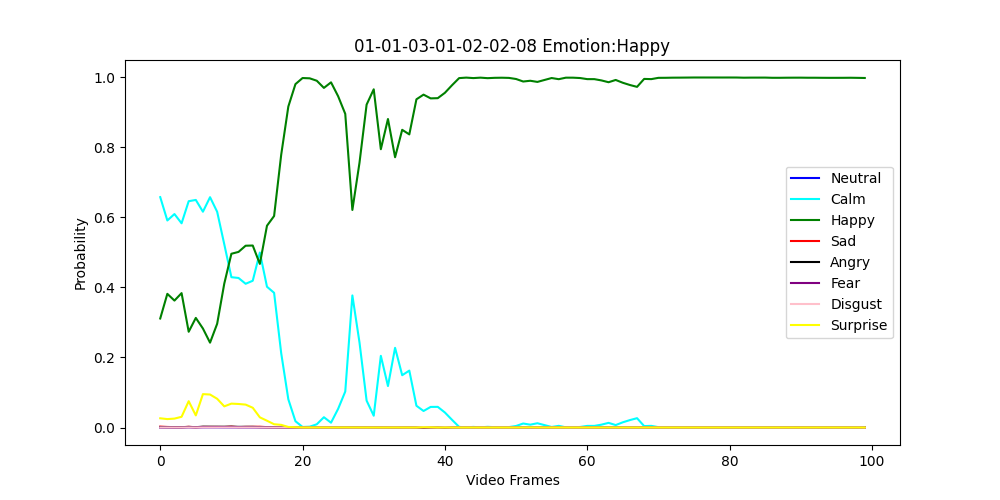 01-01-03-01-02-02-08 Emotion:Happy
Probability
1.0
0.8
0.6
0.4
0.2
0.0
Neutral
Calm
Happy
Sad
Angry
Fear
Disgust
Surprise
0 20 40 60 80 100
Video Frames